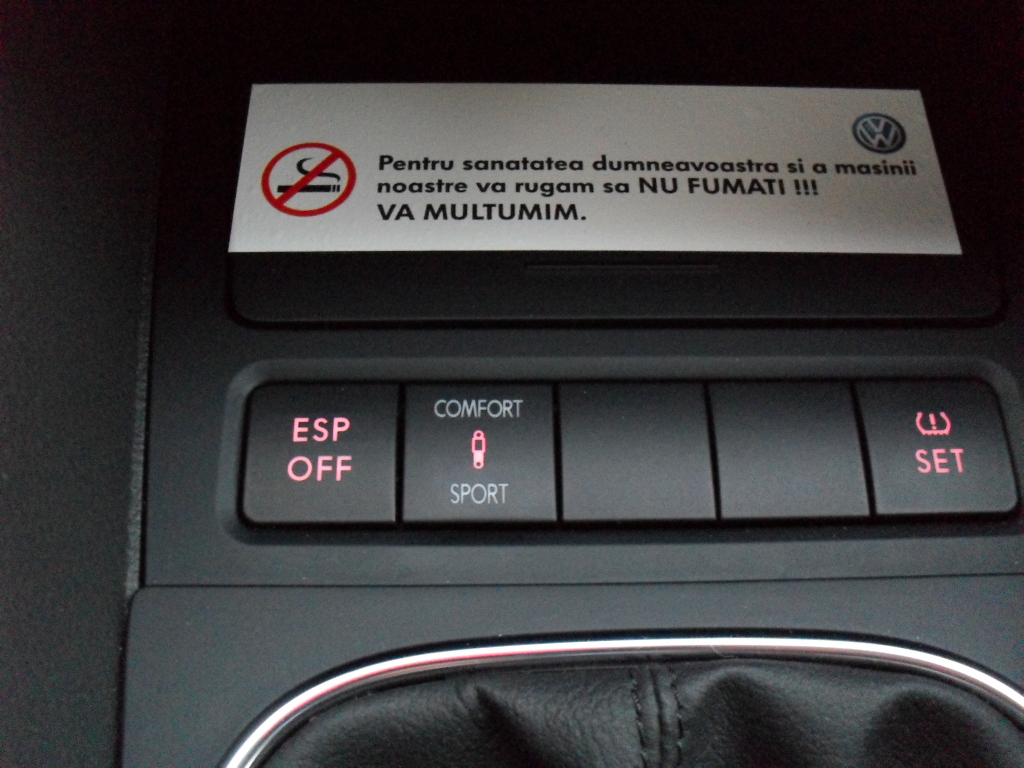 Pentru sanatatea dumneavoastra si a masinii
noastre va rugam sa NU FUMATI !!!
VA MULTUMIM.
ESP
OFF
COMFORT
SPORT
SET